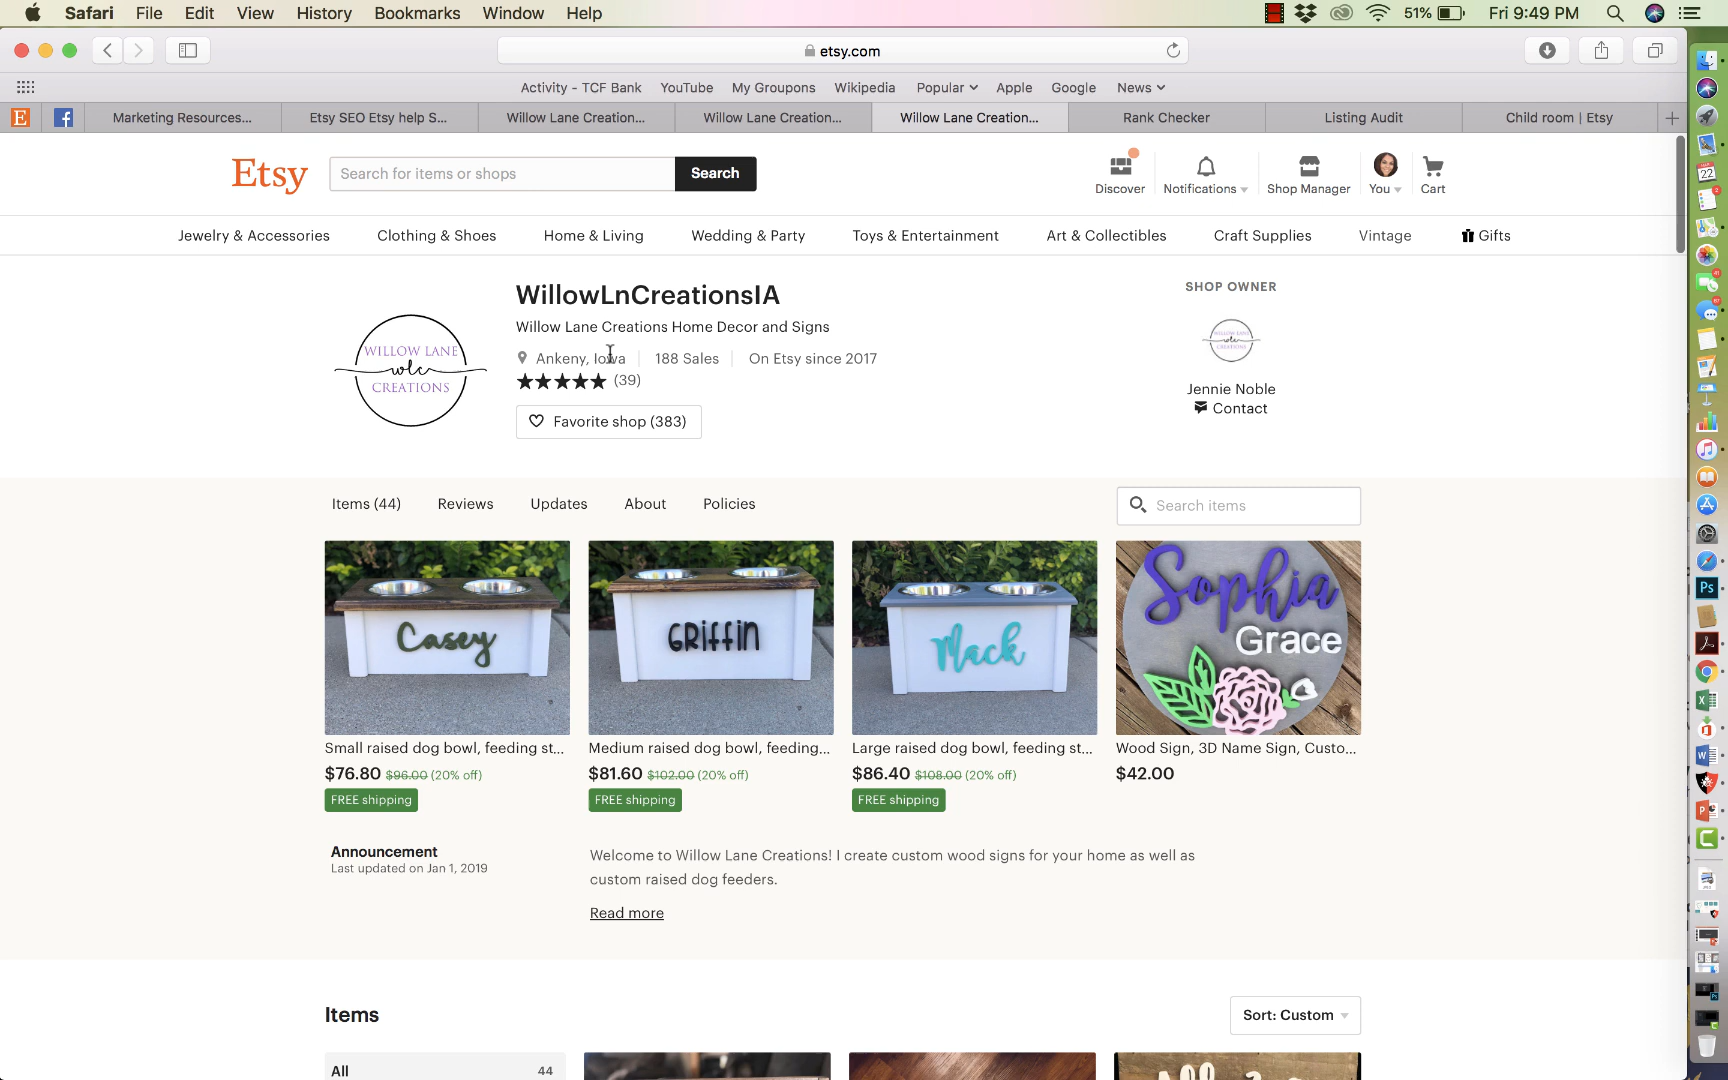 Safari File Edit View History Bookmarks Window Help 51% Fri 9:49 PM
etsy.com
Activity - TCF Bank YouTube My Groups Wikipedia Popular Apple Google News
Marketing Resources... Etsy SEO Etsy help S... Willow Lane Creation... Willow Lane Creation... Willow Lane Creation... Rank Checker Listing Audit Child room | Etsy
Etsy
Search for items or shops
Search
Discover Notifications Shop Manager You Cart
Jewelry & Accessories Clothing & Shoes Home & Living Wedding & Party Toys & Entertainment Art & Collectibles Craft Supplies Vintage Gifts
WILLOW LANE
wlc
CREATIONS
WillowLnCreationsIA
Willow Lane Creations Home Decor and Signs
Ankeny, Iowa 188 Sales On Etsy since 2017
(39)
Favorite shop (383)
SHOP OWNER
WILLOW LANE
CREATIONS
Jennie Noble
Contact
Items (44) Reviews Updates About Policies
Search items
Casey
GRIFFIN
Mack
Sophia
Grace
Small raised dog bowl, feeding st...
$76.80 $96.00 (20% off)
FREE shipping
Medium raised dog bowl, feeding...
$81.60 $102.00 (20% off)
FREE shipping
Large raised dog bowl, feeding st...
$86.40 $108.00 (20% off)
FREE shipping
Wood Sign, 3D Name Sign, Custo...
$42.00
Announcement
Last updated on Jan 1, 2019
Welcome to Willow Lane Creations! I create custom wood signs for your home as well as
custom raised dog feeders.
Read more
Items
Sort: Custom
All 44